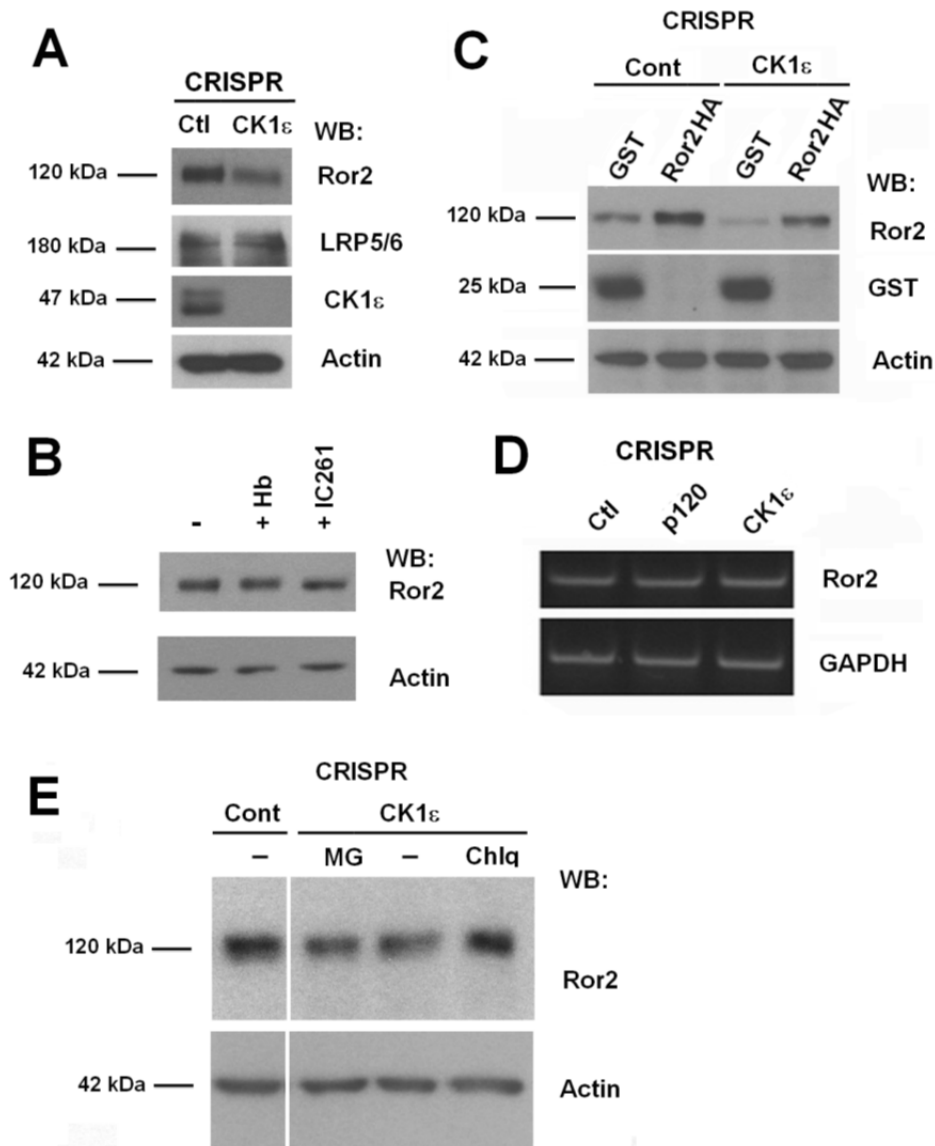 A
CRISPR
Ctl CK1ε WB:
120 kDa Ror2
180 kDa LRP5/6
47 kDa CK1ε
42 kDa Actin
C
CRISPR
Cont CK1ε
GST Ror2HA GST Ror2HA
WB:
120 kDa Ror2
25 kDa GST
42 kDa Actin
B
- + Hb + IC261
WB:
120 kDa Ror2
42 kDa Actin
D
CRISPR
Ctl p120 CK1ε
Ror2
GAPDH
E
CRISPR
Cont CK1ε
– MG – Chlq
WB:
120 kDa
Ror2
42 kDa Actin